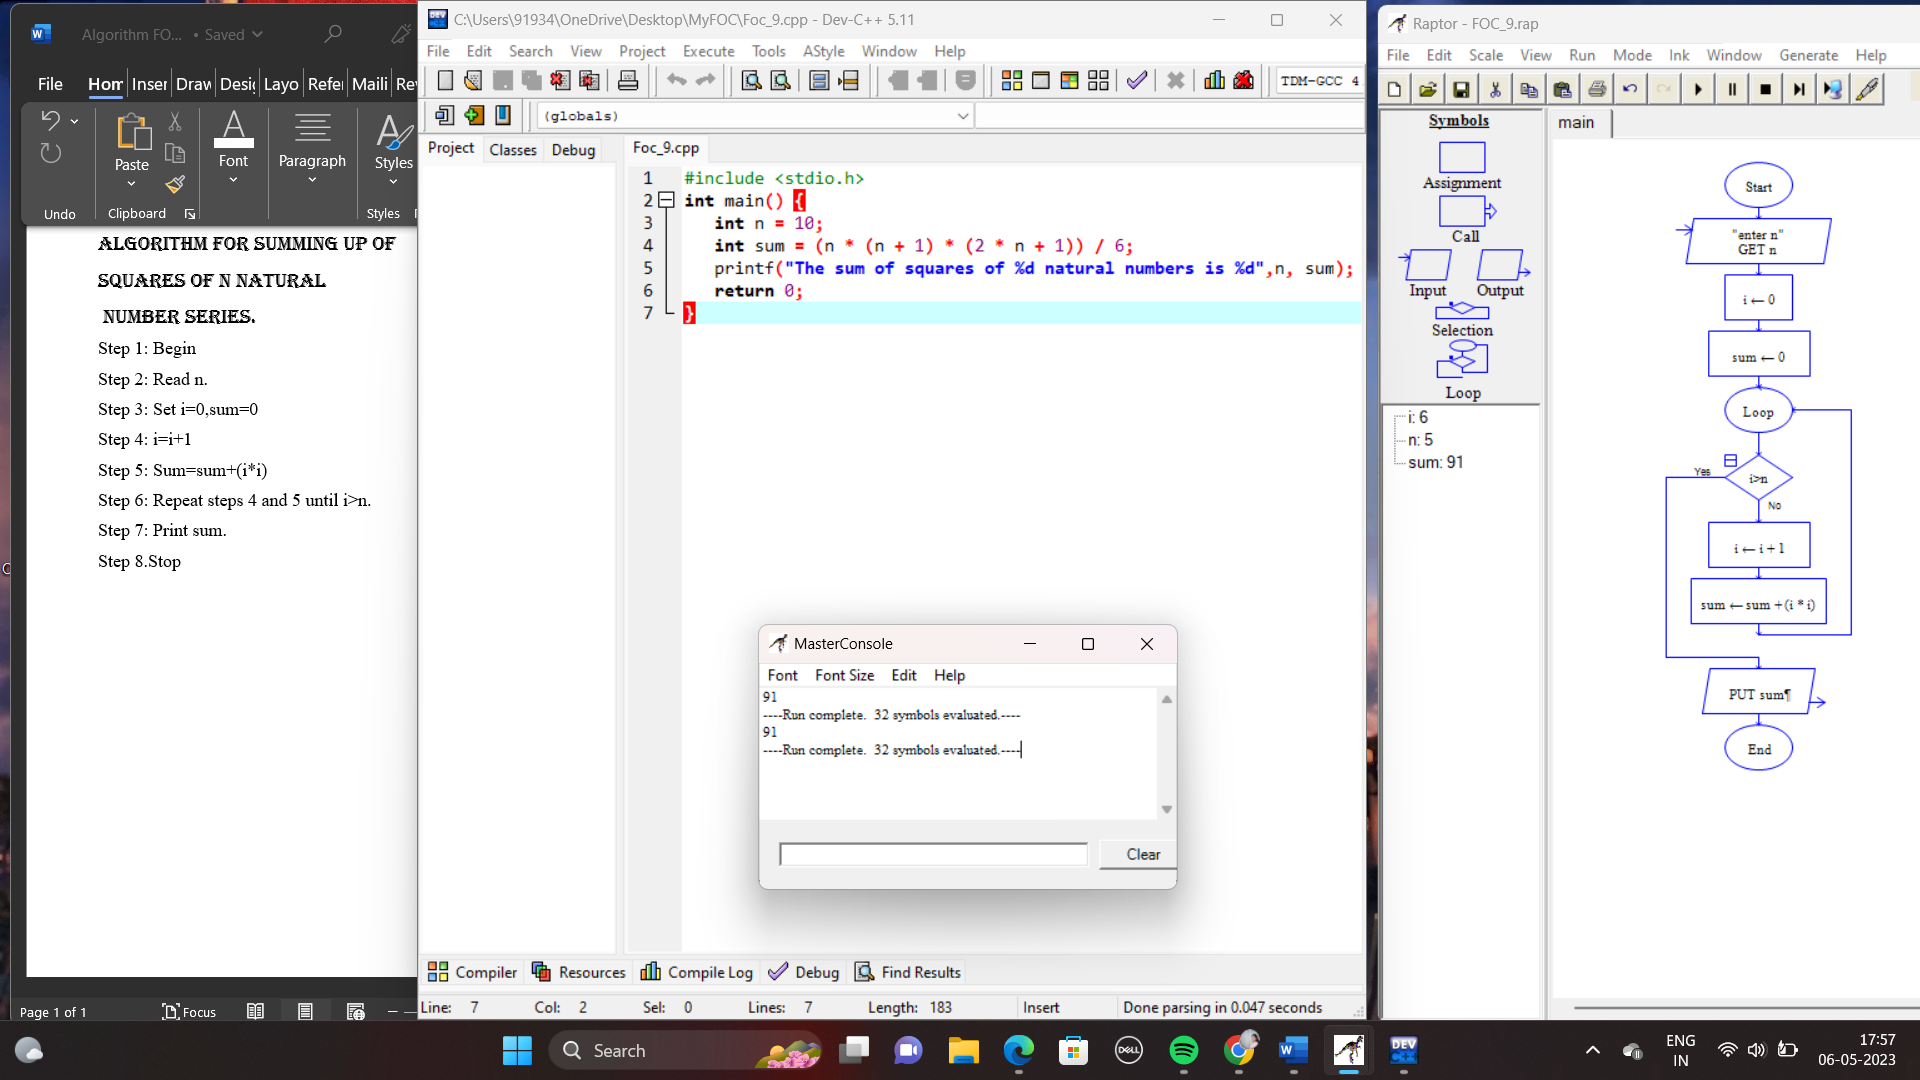 Algorithm FO... • Saved
File Hom Inser Draw Desig Layo Refe Maili Re
Undo
Paste
Clipboard
Font
Paragraph
Styles
Styles
ALGORITHM FOR SUMMING UP OF
SQUARES OF N NATURAL
NUMBER SERIES.
Step 1: Begin
Step 2: Read n.
Step 3: Set i=0,sum=0
Step 4: i=i+1
Step 5: Sum=sum+(i*i)
Step 6: Repeat steps 4 and 5 until i>n.
Step 7: Print sum.
Step 8.Stop
Page 1 of 1 Focus
C:\Users\91934\OneDrive\Desktop\MyFOC\Foc_9.cpp - Dev-C++ 5.11
File Edit Search View Project Execute Tools AStyle Window Help
TDM-GCC 4
(globals)
Project Classes Debug
Foc_9.cpp
1 #include <stdio.h>
2 int main() {
3 int n = 10;
4 int sum = (n * (n + 1) * (2 * n + 1)) / 6;
5 printf("The sum of squares of %d natural numbers is %d",n, sum);
6 return 0;
7 }
MasterConsole
Font Font Size Edit Help
91
----Run complete. 32 symbols evaluated.----
91
----Run complete. 32 symbols evaluated.----
Clear
Compiler Resources Compile Log Debug Find Results
Line: 7 Col: 2 Sel: 0 Lines: 7 Length: 183 Insert Done parsing in 0.047 seconds
Raptor - FOC_9.rap
File Edit Scale View Run Mode Ink Window Generate Help
Symbols
Assignment
Call
Input Output
Selection
Loop
i: 6
n: 5
sum: 91
main
Start
"enter n"
GET n
i ← 0
sum ← 0
Loop
Yes
i>n
No
i ← i + 1
sum ← sum + (i * i)
PUT sum¶
End
Search
DELL
DEV
C++
ENG
IN
17:57
06-05-2023